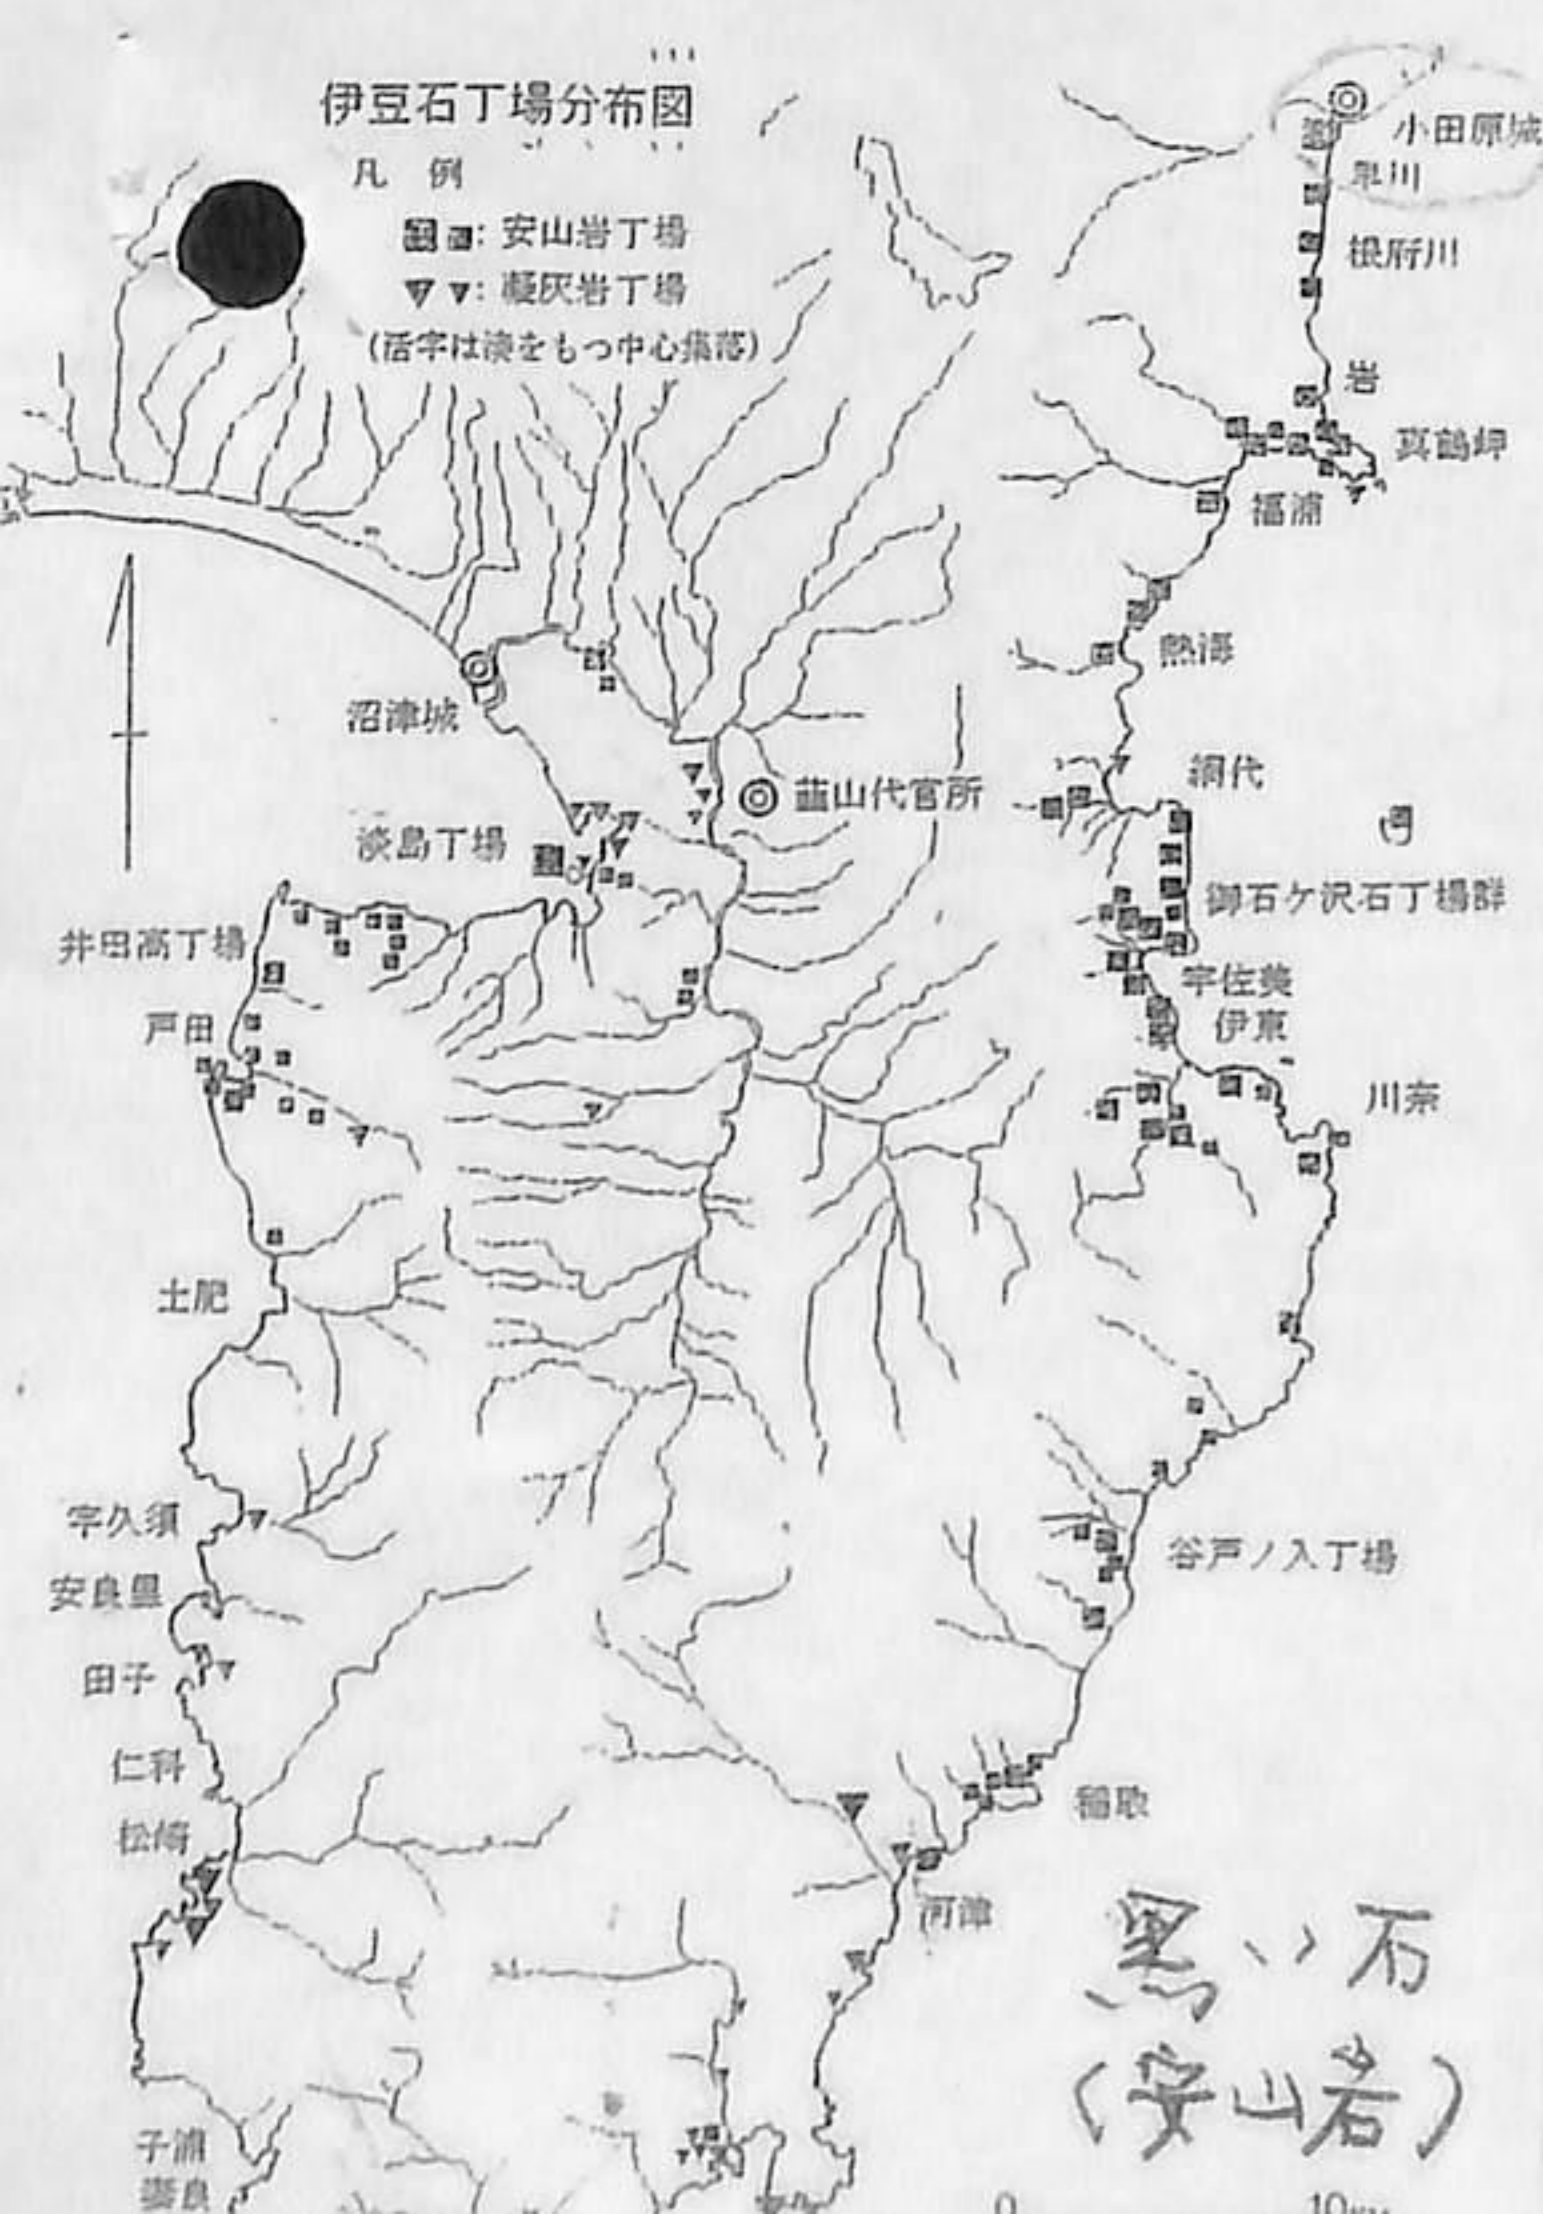 伊豆石丁場分布図
凡 例
: 安山岩丁場
: 凝灰岩丁場
(活字は湊をもつ中心集落)
小田原城
早川
根府川
岩
真鶴岬
福浦
熱海
沼津城
網代
韮山代官所
淡島丁場
御石ケ沢石丁場群
井田高丁場
宇佐美
戸田
伊東
川奈
土肥
宇久須
谷戸ノ入丁場
安良里
田子
仁科
稲取
松崎
河津
黒い石
(安山岩)
子浦
妻良
0 10km